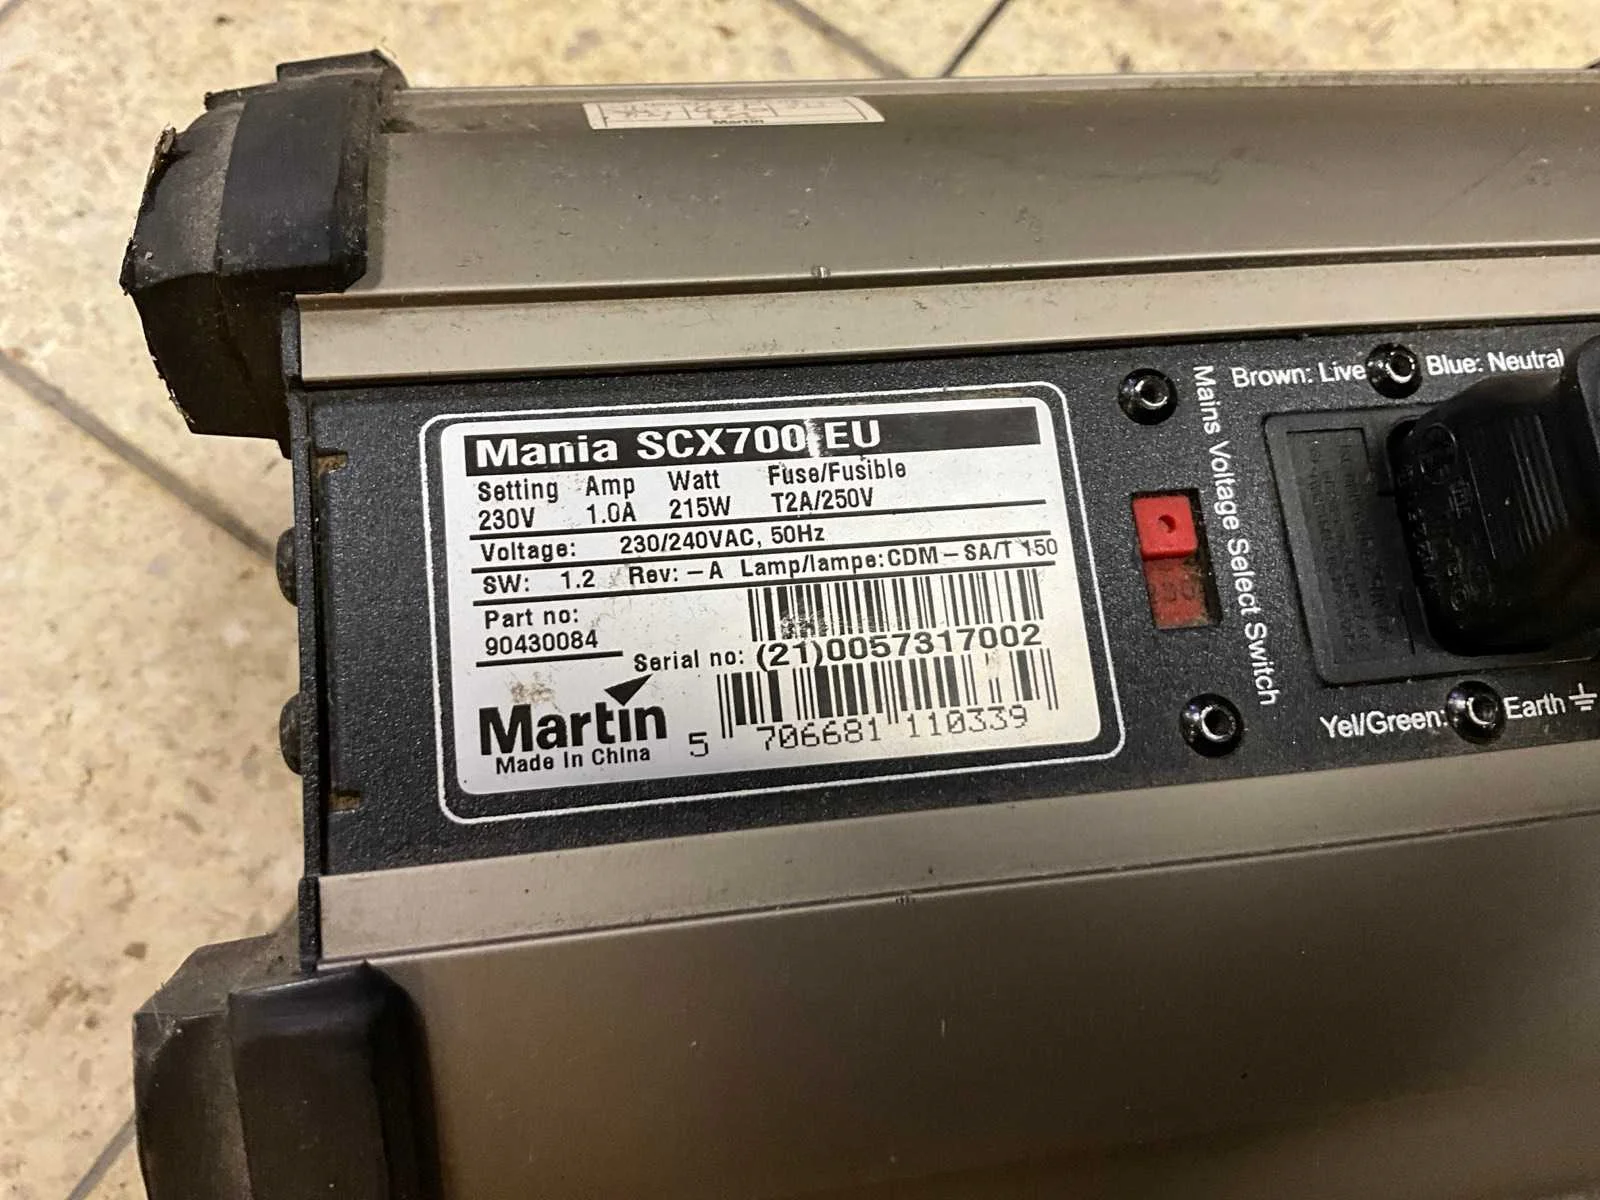 Martin
Mania SCX700 EU
Setting Amp Watt Fuse/Fusible
230V 1.0A 215W T2A/250V
Voltage: 230/240VAC, 50Hz
SW: 1.2 Rev: -A Lamp/lampe: CDM-SA/T 150
Part no:
90430084
Serial no: (21)0057317002
Martin
Made In China
5 706681 110339
Mains Voltage Select Switch
Brown: Live
Blue: Neutral
Yel/Green: Earth